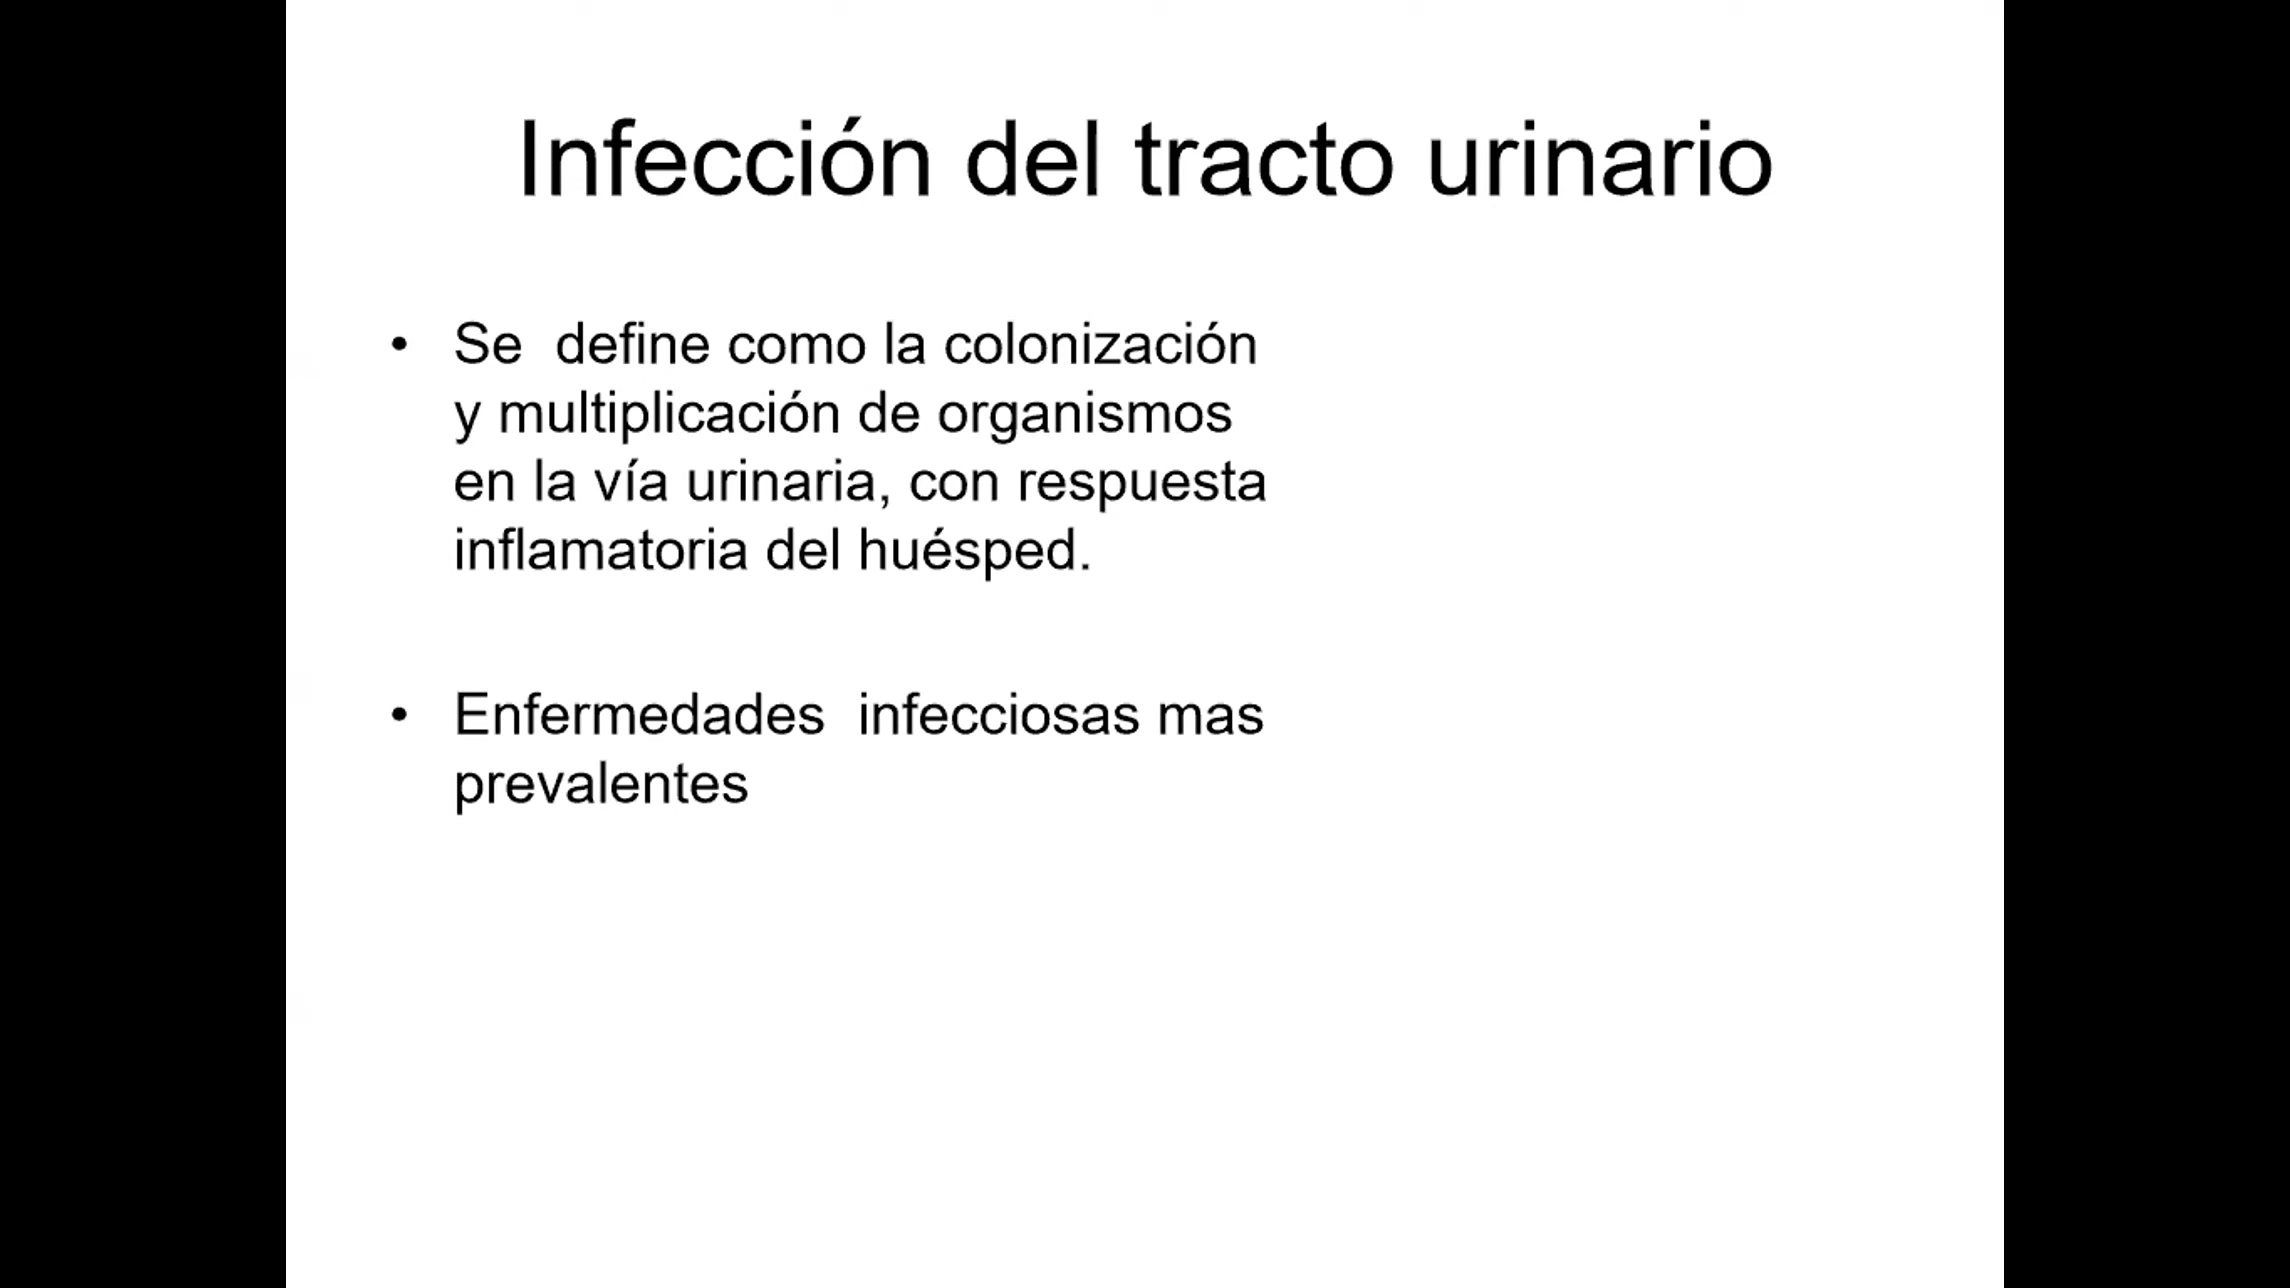 Infección del tracto urinario
• Se  define como la colonización
y multiplicación de organismos
en la vía urinaria, con respuesta
inflamatoria del huésped.
• Enfermedades  infecciosas mas
prevalentes